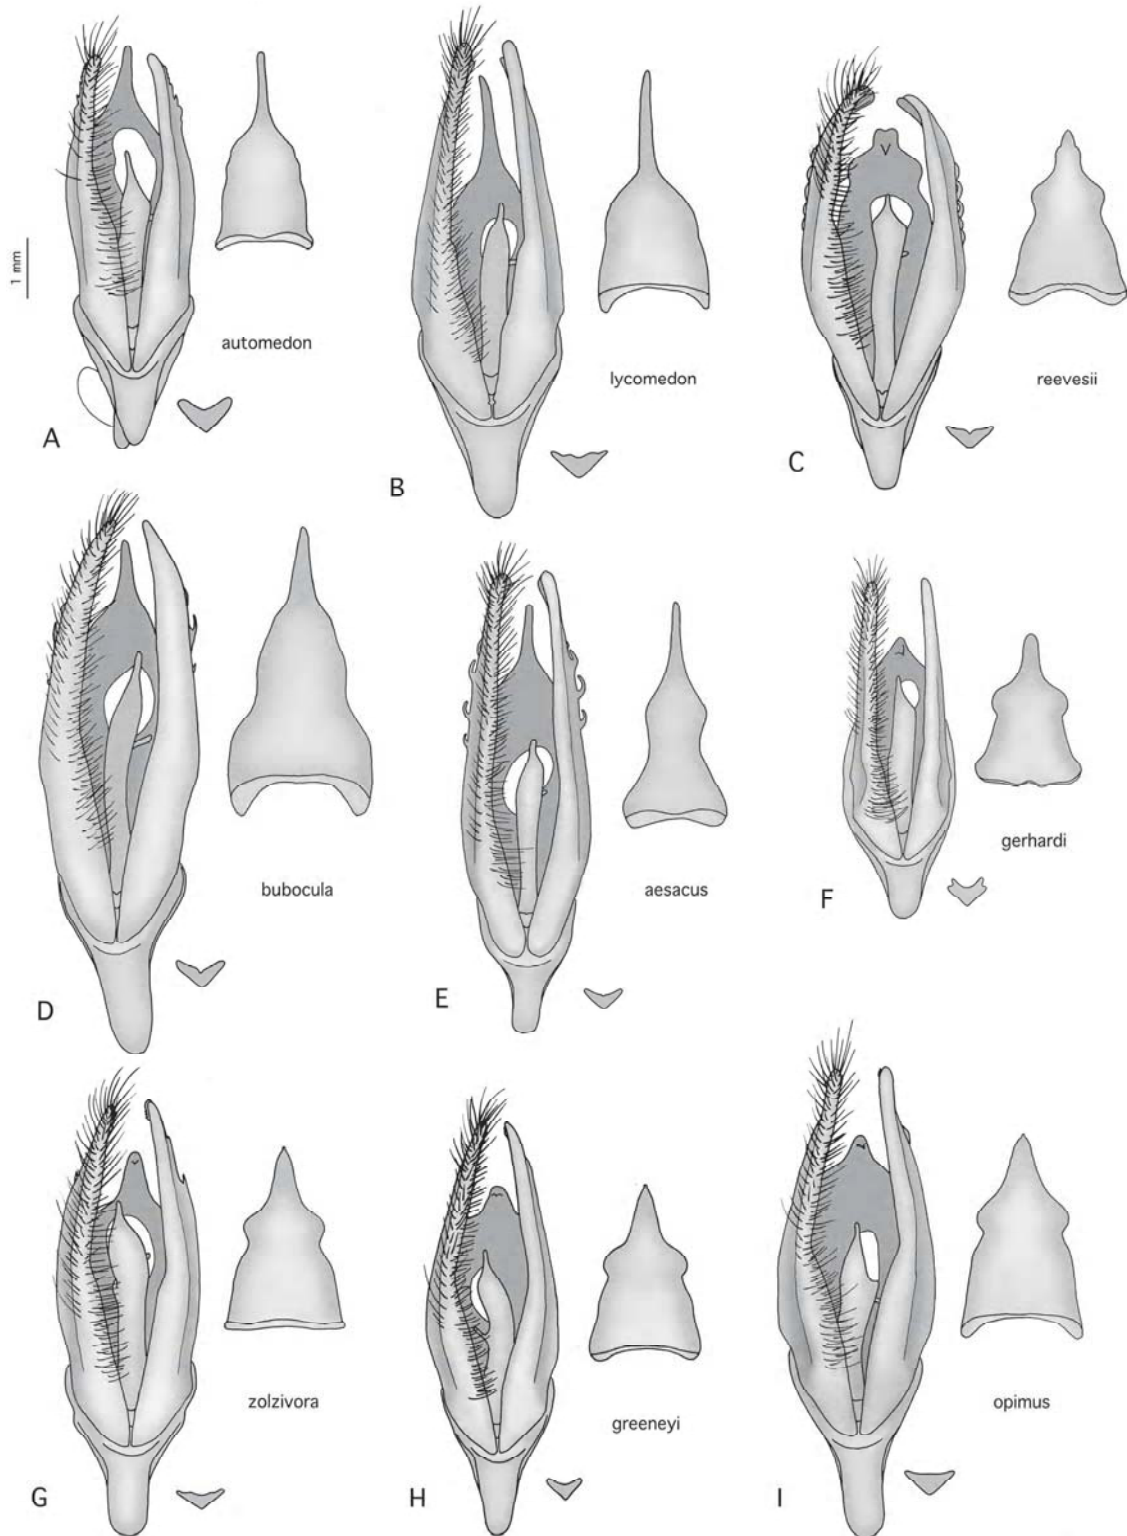 1 mm
automedon
A
lycomedon
B
reevesii
C
bubocula
D
aesacus
E
gerhardi
F
zolzivora
G
greeneyi
H
opimus
I